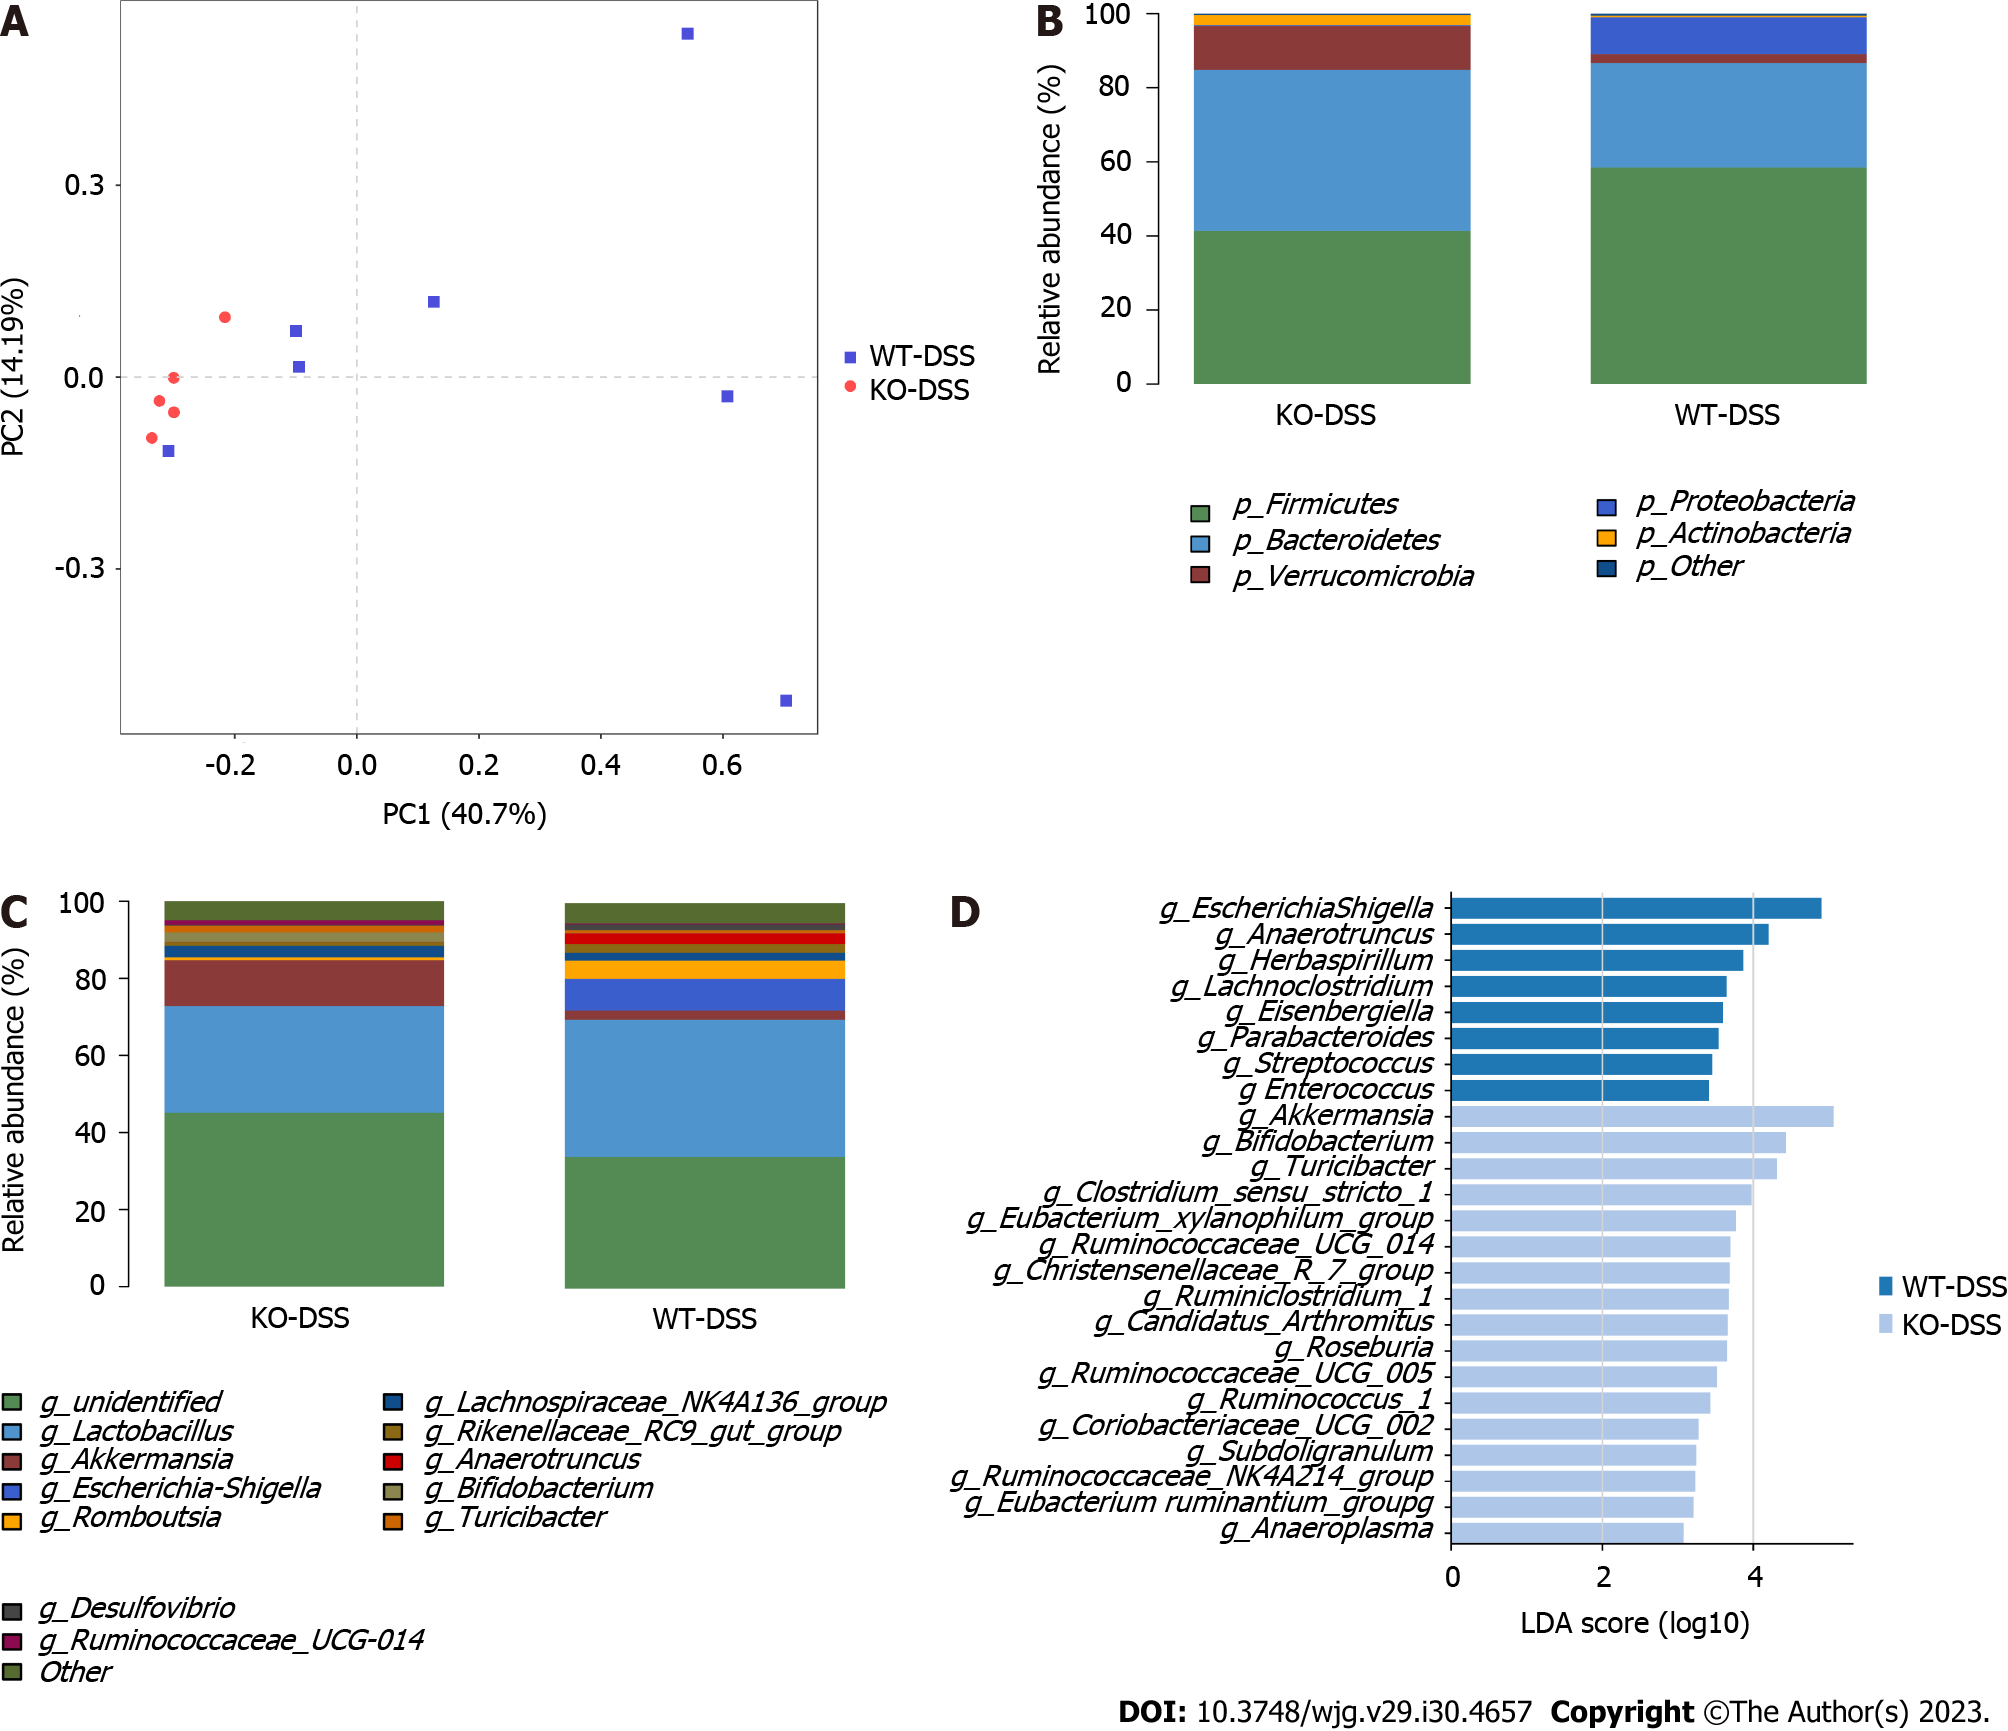 A
0.3
0.0
-0.3
PC2 (14.19%)
-0.2 0.0 0.2 0.4 0.6
PC1 (40.7%)
WT-DSS
KO-DSS
B
100
80
60
40
20
0
Relative abundance (%)
KO-DSS WT-DSS
p_Firmicutes
p_Bacteroidetes
p_Verrucomicrobia
p_Proteobacteria
p_Actinobacteria
p_Other
C
100
80
60
40
20
0
Relative abundance (%)
KO-DSS WT-DSS
g_unidentified
g_Lactobacillus
g_Akkermansia
g_Escherichia-Shigella
g_Romboutsia
g_Lachnospiraceae_NK4A136_group
g_Rikenellaceae_RC9_gut_group
g_Anaerotruncus
g_Bifidobacterium
g_Turicibacter
g_Desulfovibrio
g_Ruminococcaceae_UCG-014
Other
D
g_EscherichiaShigella
g_Anaerotruncus
g_Herbaspirillum
g_Lachnoclostridium
g_Eisenbergiella
g_Parabacteroides
g_Streptococcus
g Enterococcus
g_Akkermansia
g_Bifidobacterium
g_Turicibacter
g_Clostridium_sensu_stricto_1
g_Eubacterium_xylanophilum_group
g_Ruminococcaceae_UCG_014
g_Christensenellaceae_R_7_group
g_Ruminiclostridium_1
g_Candidatus_Arthromitus
g_Roseburia
g_Ruminococcaceae_UCG_005
g_Ruminococcus_1
g_Coriobacteriaceae_UCG_002
g_Subdoligranulum
g_Ruminococcaceae_NK4A214_group
g_Eubacterium ruminantium_groupg
g_Anaeroplasma
0 2 4
LDA score (log10)
WT-DSS
KO-DSS
DOI: 10.3748/wjg.v29.i30.4657 Copyright ©The Author(s) 2023.